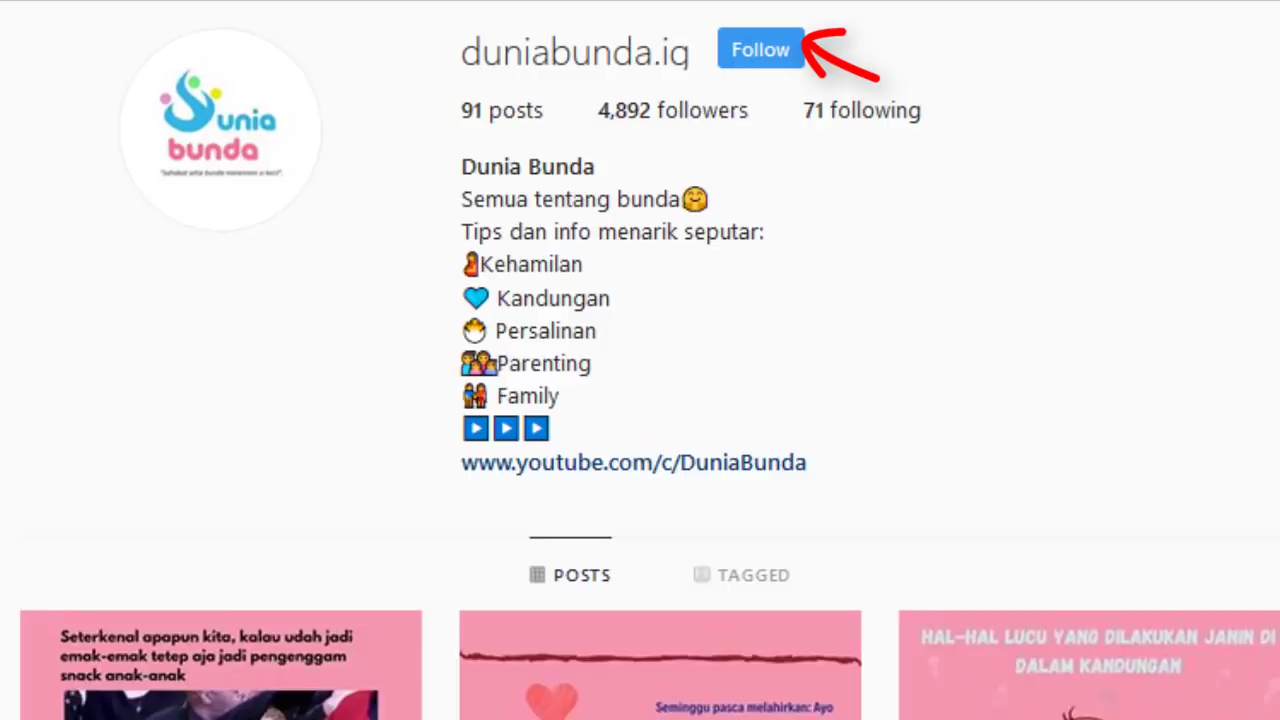 duniabunda.ig
Follow
91 posts 4,892 followers 71 following
Dunia Bunda
Semua tentang bunda🤗
Tips dan info menarik seputar:
Kehamilan
Kandungan
Persalinan
Parenting
Family
www.youtube.com/c/DuniaBunda
unia
bunda
POSTS TAGGED
Seterkenal apapun kita, kalau udah jadi
emak-emak tetep aja jadi pengenggam
snack anak-anak
Seminggu pasca melahirkan: Ayo
HAL-HAL LUCU YANG DILAKUKAN JANIN DI
DALAM KANDUNGAN